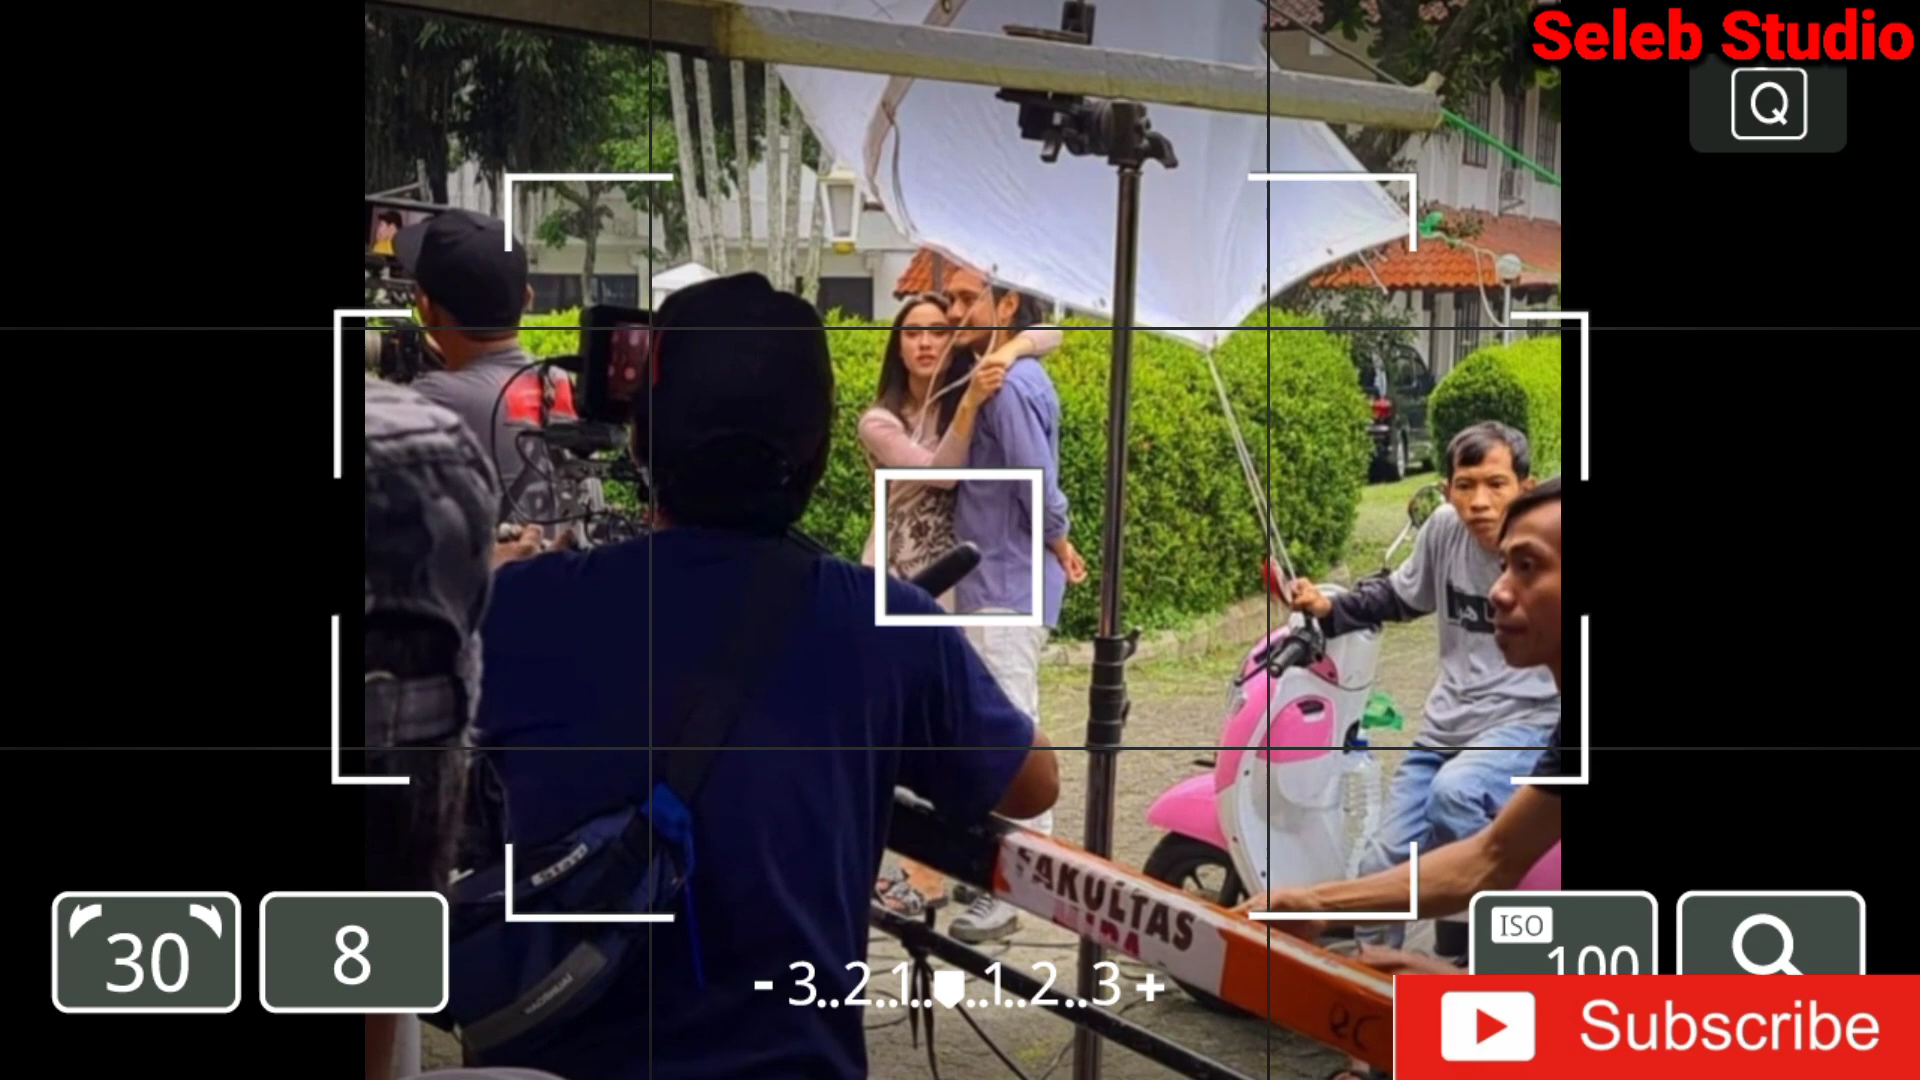 Seleb Studio
Q
FAKULTAS
30
8
- 3..2..1..  ..1..2..3 +
ISO
100
Subscribe